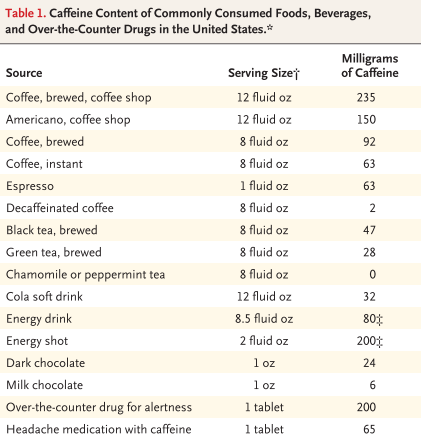 Table 1. Caffeine Content of Commonly Consumed Foods, Beverages,
and Over-the-Counter Drugs in the United States.*
Milligrams
Source Serving Size† of Caffeine
Coffee, brewed, coffee shop 12 fluid oz 235
Americano, coffee shop 12 fluid oz 150
Coffee, brewed 8 fluid oz 92
Coffee, instant 8 fluid oz 63
Espresso 1 fluid oz 63
Decaffeinated coffee 8 fluid oz 2
Black tea, brewed 8 fluid oz 47
Green tea, brewed 8 fluid oz 28
Chamomile or peppermint tea 8 fluid oz 0
Cola soft drink 12 fluid oz 32
Energy drink 8.5 fluid oz 80‡
Energy shot 2 fluid oz 200‡
Dark chocolate 1 oz 24
Milk chocolate 1 oz 6
Over-the-counter drug for alertness 1 tablet 200
Headache medication with caffeine 1 tablet 65